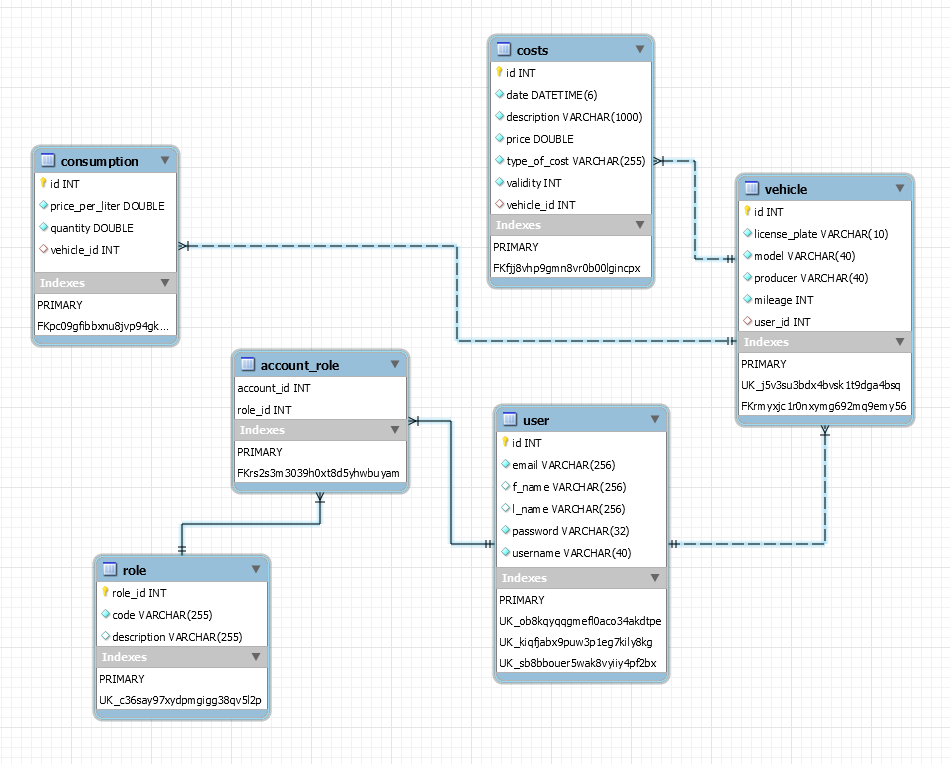 costs
id INT
date DATETIME(6)
description VARCHAR(1000)
price DOUBLE
type_of_cost VARCHAR(255)
validity INT
vehicle_id INT
Indexes
PRIMARY
FKfjj8vhp9gmn8vr0b00lgincpx
consumption
id INT
price_per_liter DOUBLE
quantity DOUBLE
vehicle_id INT
Indexes
PRIMARY
FKpc09gfibbxnu8jvp94gk...
vehicle
id INT
license_plate VARCHAR(10)
model VARCHAR(40)
producer VARCHAR(40)
mileage INT
user_id INT
Indexes
PRIMARY
UK_j5v3su3bdx4bvsk1t9dga4bsq
FKrmyxjc1r0nxymg692mq9emy56
account_role
account_id INT
role_id INT
Indexes
PRIMARY
FKrs2s3m3039h0xt8d5yhwbuyam
user
id INT
email VARCHAR(256)
f_name VARCHAR(256)
l_name VARCHAR(256)
password VARCHAR(32)
username VARCHAR(40)
Indexes
PRIMARY
UK_ob8kqyqqgmefl0aco34akdtpe
UK_kiqfjabx9puw3p1eg7kily8kg
UK_sb8bbouer5wak8vyiiy4pf2bx
role
role_id INT
code VARCHAR(255)
description VARCHAR(255)
Indexes
PRIMARY
UK_c36say97xydpmgigg38qv5l2p